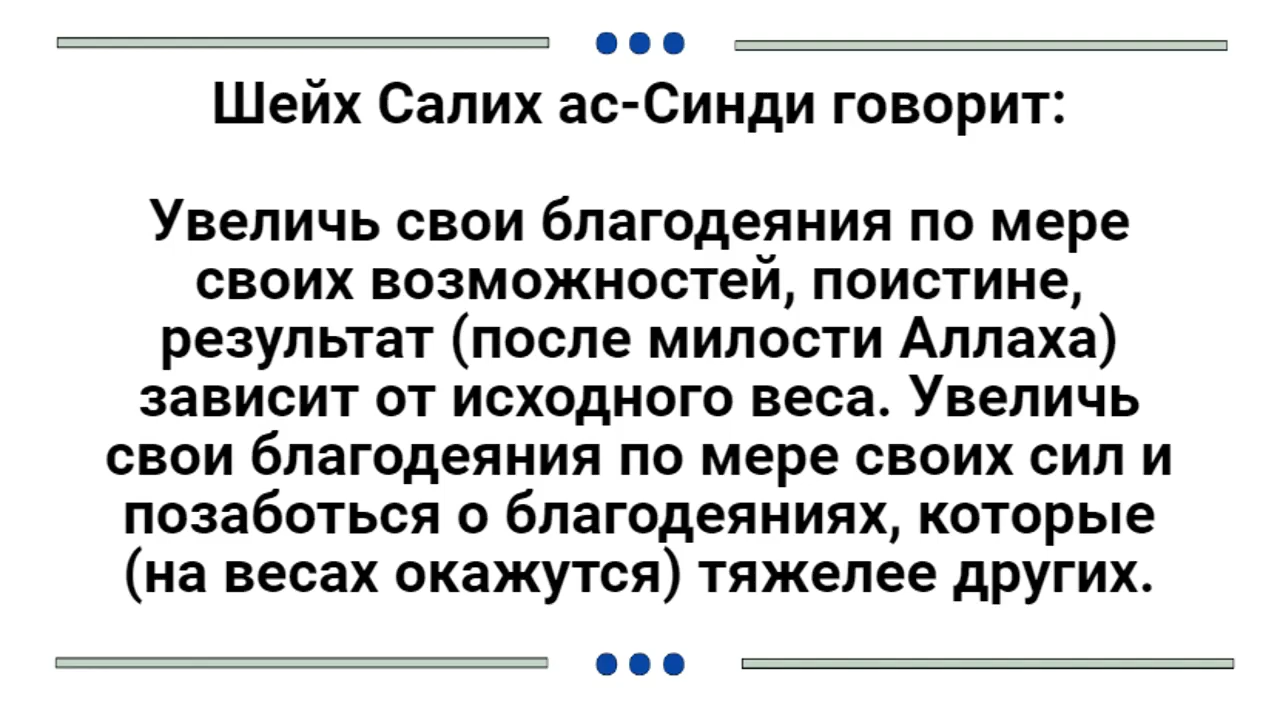 Шейх Салих ас-Синди говорит:
Увеличь свои благодеяния по мере
своих возможностей, поистине,
результат (после милости Аллаха)
зависит от исходного веса. Увеличь
свои благодеяния по мере своих сил и
позаботься о благодеяниях, которые
(на весах окажутся) тяжелее других.